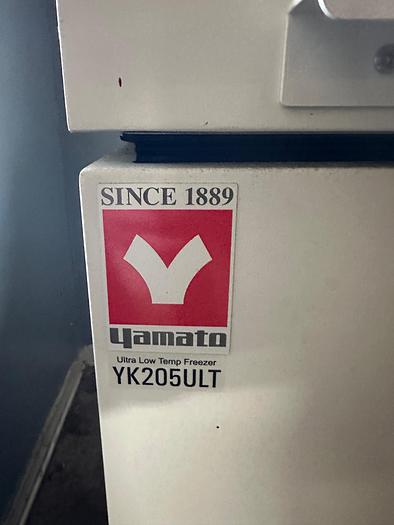 SINCE 1889
Yamato
Ultra Low Temp Freezer
YK205ULT